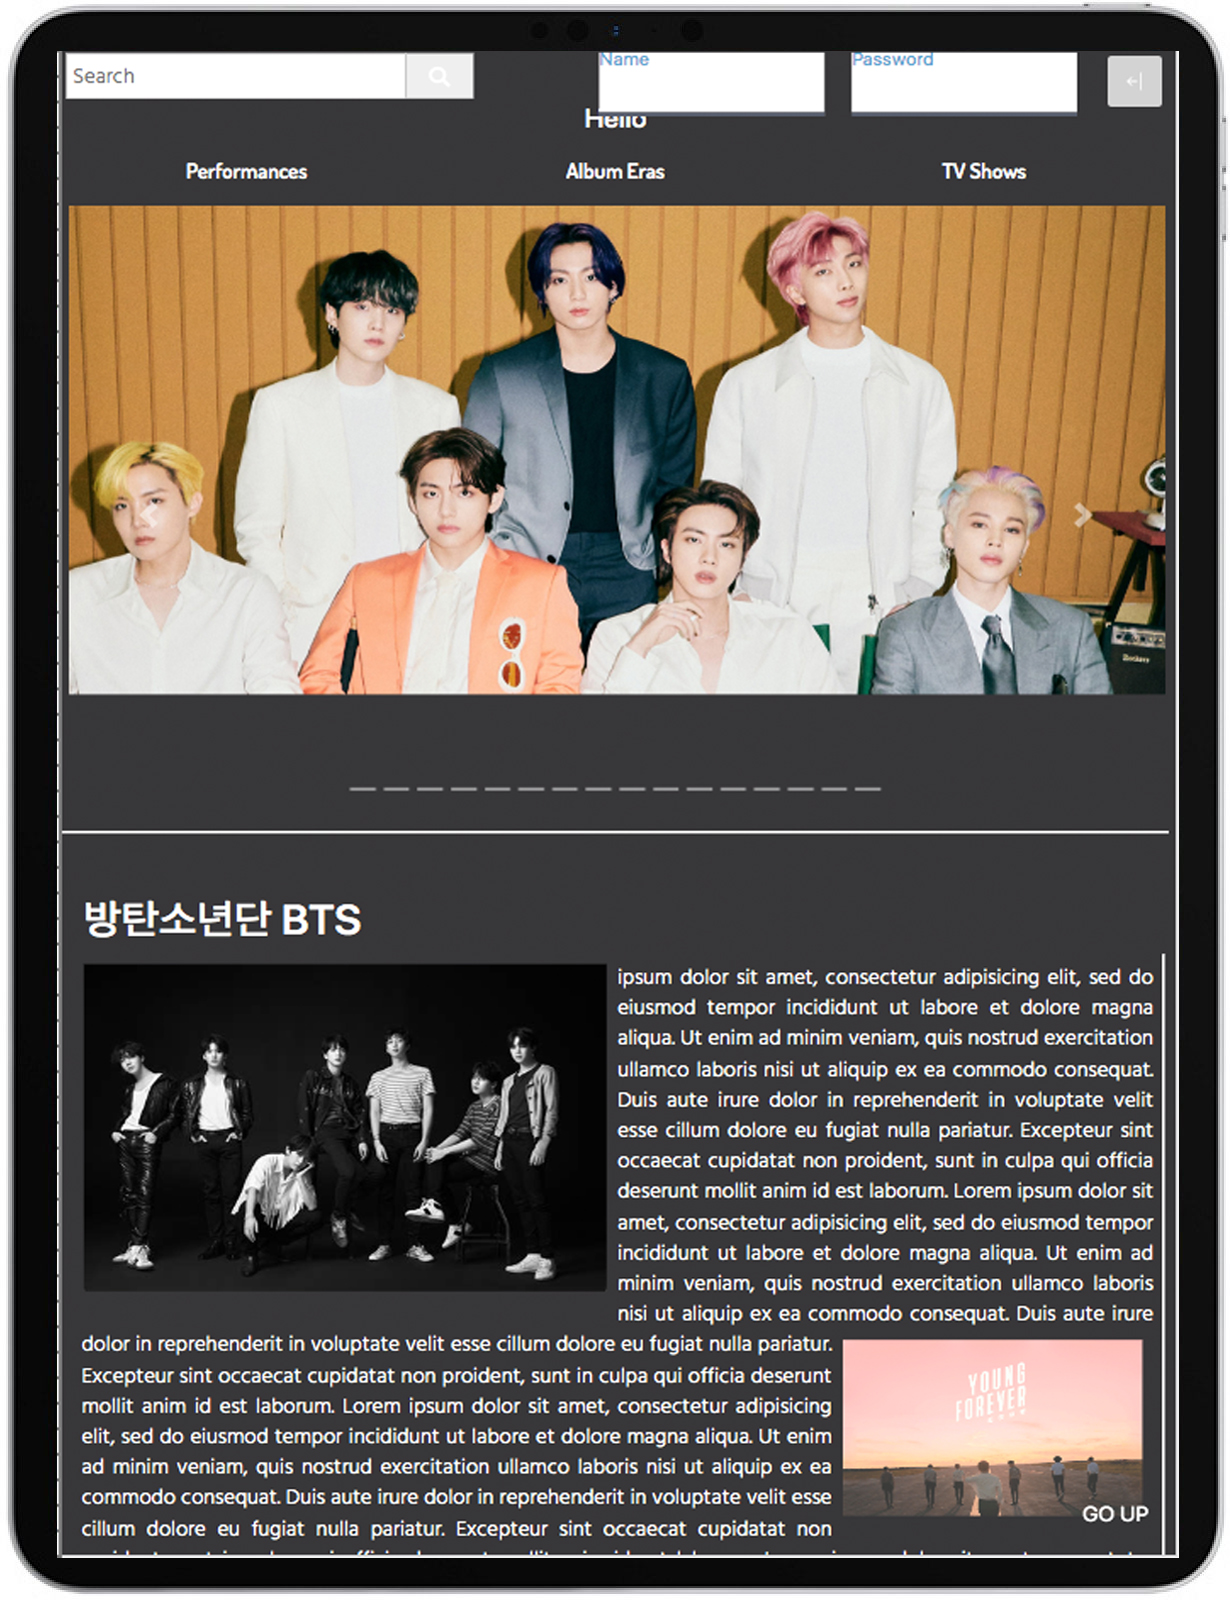 Search
Name
Password
Hello
Performances
Album Eras
TV Shows
방탄소년단 BTS
ipsum dolor sit amet, consectetur adipisicing elit, sed do
eiusmod tempor incididunt ut labore et dolore magna
aliqua. Ut enim ad minim veniam, quis nostrud exercitation
ullamco laboris nisi ut aliquip ex ea commodo consequat.
Duis aute irure dolor in reprehenderit in voluptate velit
esse cillum dolore eu fugiat nulla pariatur. Excepteur sint
occaecat cupidatat non proident, sunt in culpa qui officia
deserunt mollit anim id est laborum. Lorem ipsum dolor sit
amet, consectetur adipisicing elit, sed do eiusmod tempor
incididunt ut labore et dolore magna aliqua. Ut enim ad
minim veniam, quis nostrud exercitation ullamco laboris
nisi ut aliquip ex ea commodo consequat. Duis aute irure
dolor in reprehenderit in voluptate velit esse cillum dolore eu fugiat nulla pariatur.
Excepteur sint occaecat cupidatat non proident, sunt in culpa qui officia deserunt
mollit anim id est laborum. Lorem ipsum dolor sit amet, consectetur adipisicing
elit, sed do eiusmod tempor incididunt ut labore et dolore magna aliqua. Ut enim
ad minim veniam, quis nostrud exercitation ullamco laboris nisi ut aliquip ex ea
commodo consequat. Duis aute irure dolor in reprehenderit in voluptate velit esse
cillum dolore eu fugiat nulla pariatur. Excepteur sint occaecat cupidatat non
YOUNG
FOREVER
GO UP